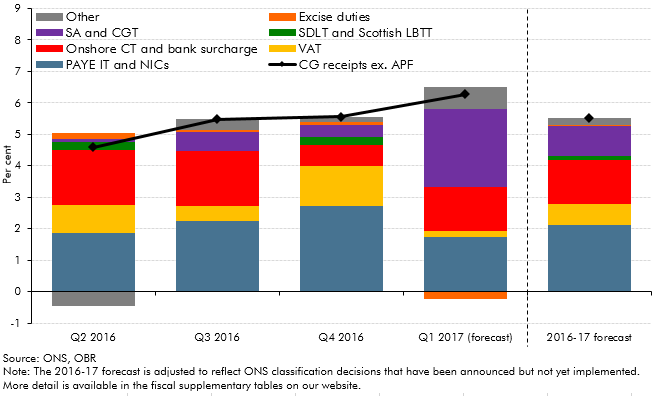 9
8
7
6
5
4
3
2
1
0
-1
Per cent
Other
Excise duties
SA and CGT
SDLT and Scottish LBTT
Onshore CT and bank surcharge
VAT
PAYE IT and NICs
CG receipts ex. APF
Q2 2016
Q3 2016
Q4 2016
Q1 2017 (forecast)
2016-17 forecast
Source: ONS, OBR
Note: The 2016-17 forecast is adjusted to reflect ONS classification decisions that have been announced but not yet implemented.
More detail is available in the fiscal supplementary tables on our website.